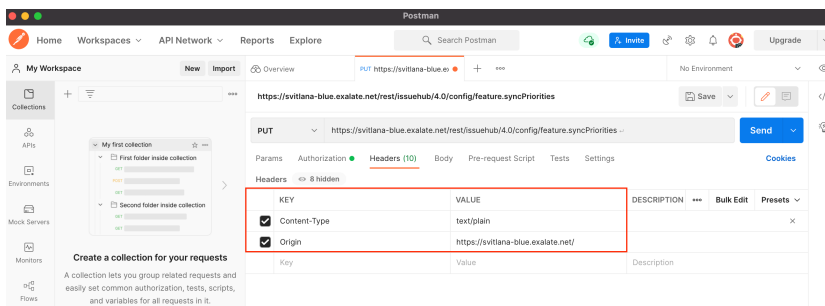 Postman
Home Workspaces API Network Reports Explore Search Postman Invite Upgrade
My Workspace New Import Overview PUT https://svitlana-blue.ex No Environment
Collections
https://svitlana-blue.exalate.net/rest/issuehub/4.0/config/feature.syncPriorities Save
APIs
PUT https://svitlana-blue.exalate.net/rest/issuehub/4.0/config/feature.syncPriorities Send
My first collection
First folder inside collection
Params Authorization Headers (10) Body Pre-request Script Tests Settings Cookies
Environments
Headers 8 hidden
Second folder inside collection
KEY VALUE DESCRIPTION Bulk Edit Presets
Mock Servers
Content-Type text/plain
Origin https://svitlana-blue.exalate.net/
Monitors
Create a collection for your requests
Key Value Description
A collection lets you group related requests and
easily set common authorization, tests, scripts,
and variables for all requests in it.
Flows